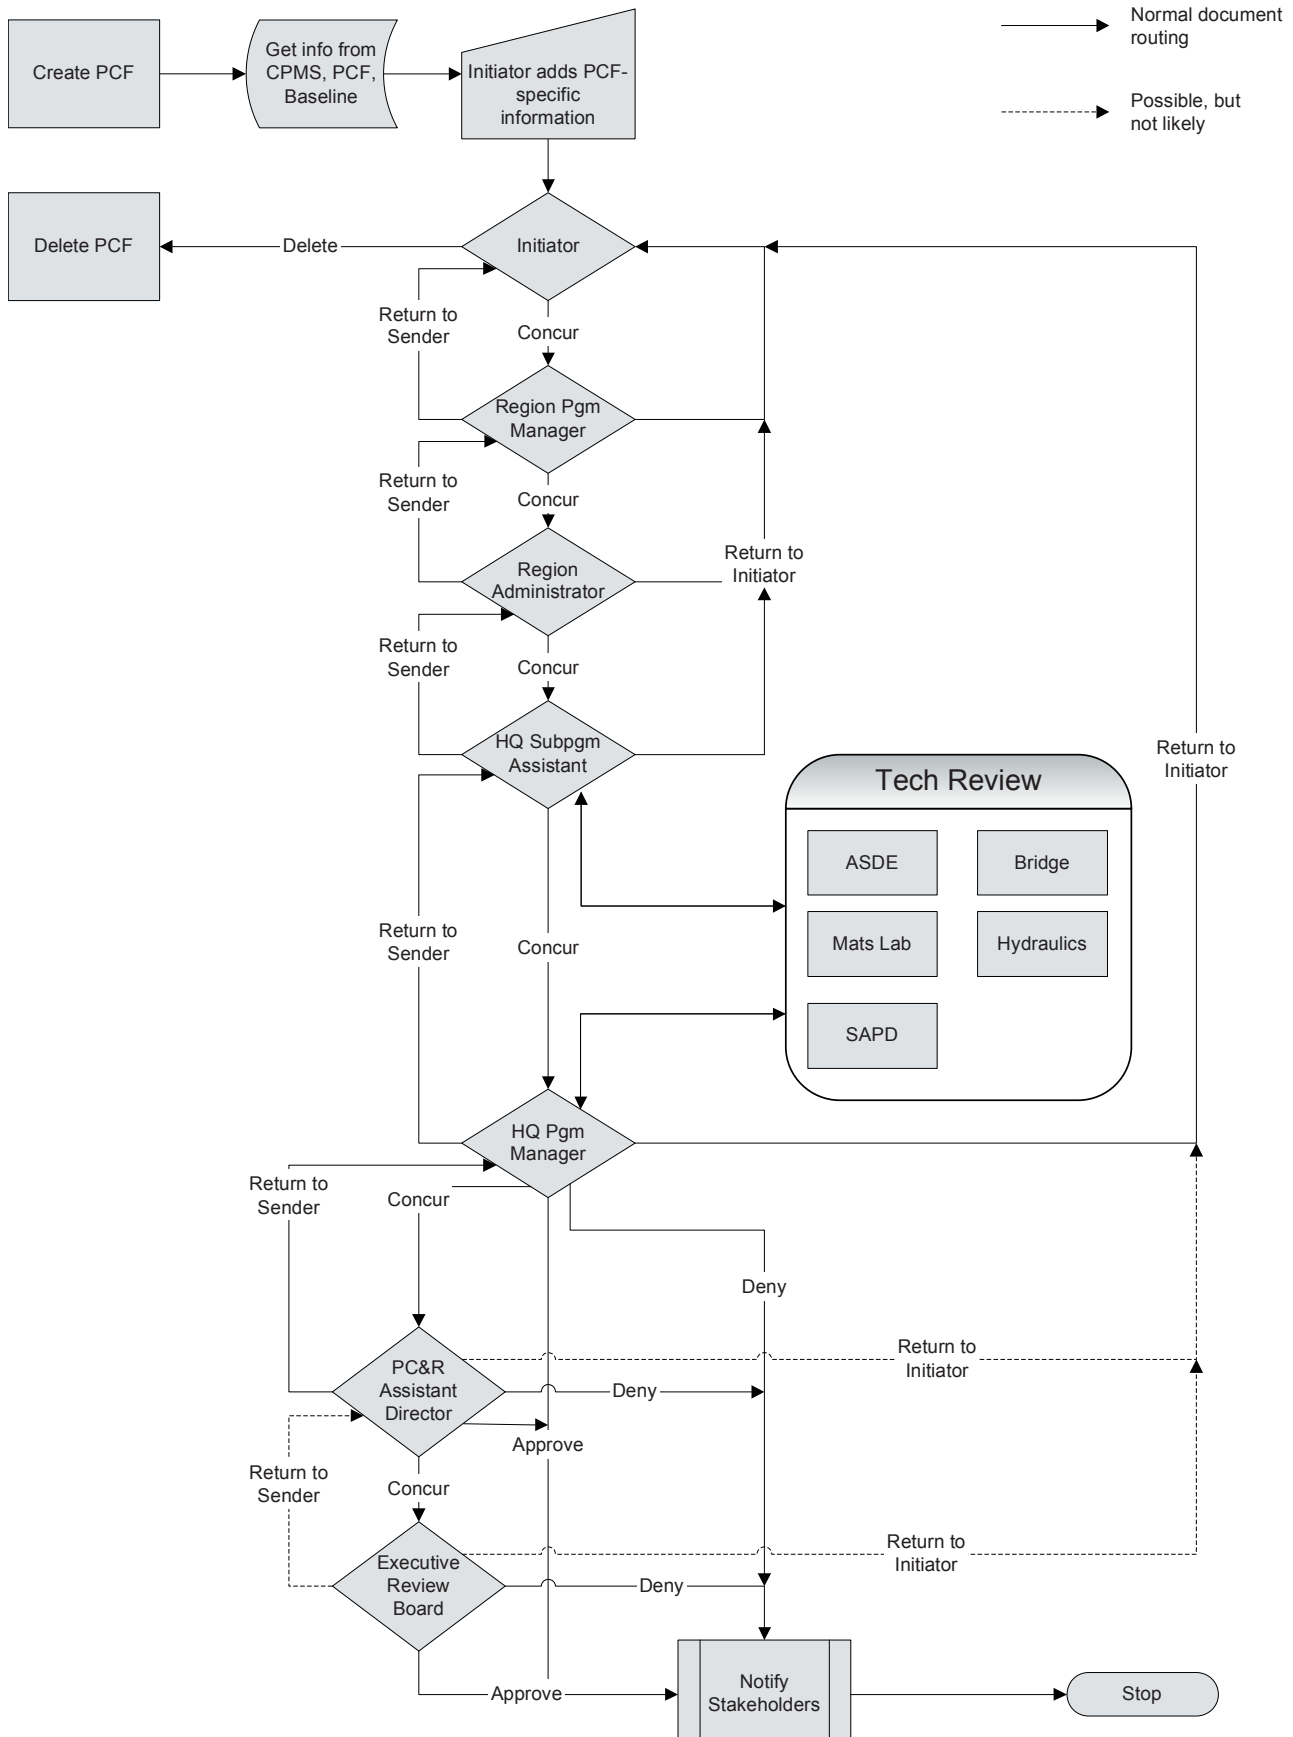 Create PCF
Get info from
CPMS, PCF,
Baseline
Initiator adds PCF-
specific
information
Normal document
routing
Possible, but
not likely
Delete PCF
Delete
Initiator
Return to
Sender
Concur
Region Pgm
Manager
Return to
Sender
Concur
Region
Administrator
Return to
Initiator
Return to
Sender
Concur
HQ Subpgm
Assistant
Return to
Initiator
Tech Review
ASDE
Bridge
Mats Lab
Hydraulics
SAPD
Return to
Sender
Concur
HQ Pgm
Manager
Return to
Sender
Concur
Deny
PC&R
Assistant
Director
Return to
Initiator
Deny
Approve
Return to
Sender
Concur
Executive
Review
Board
Return to
Initiator
Deny
Approve
Notify
Stakeholders
Stop